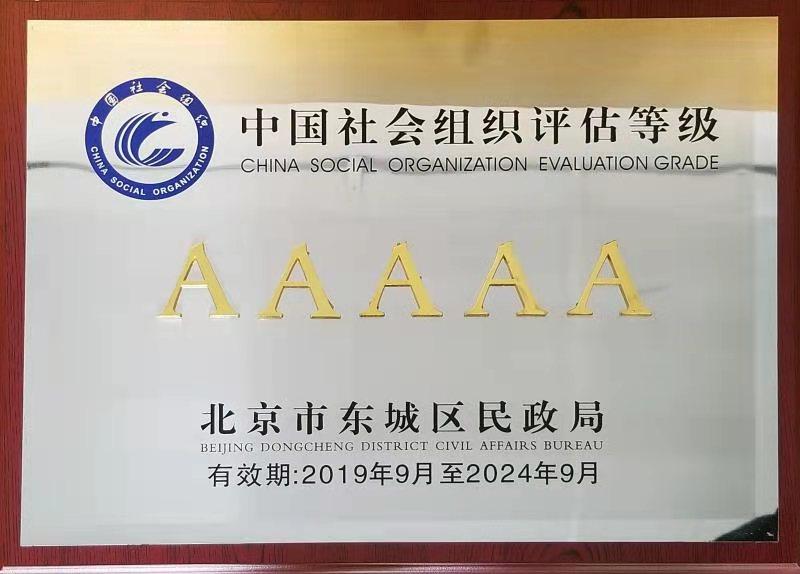 中国社会组织
CHINA SOCIAL ORGANIZATION
中国社会组织评估等级
CHINA SOCIAL ORGANIZATION EVALUATION GRADE
AAAAA
北京市东城区民政局
BEIJING DONGCHENG DISTRICT CIVIL AFFAIRS BUREAU
有效期:2019年9月至2024年9月